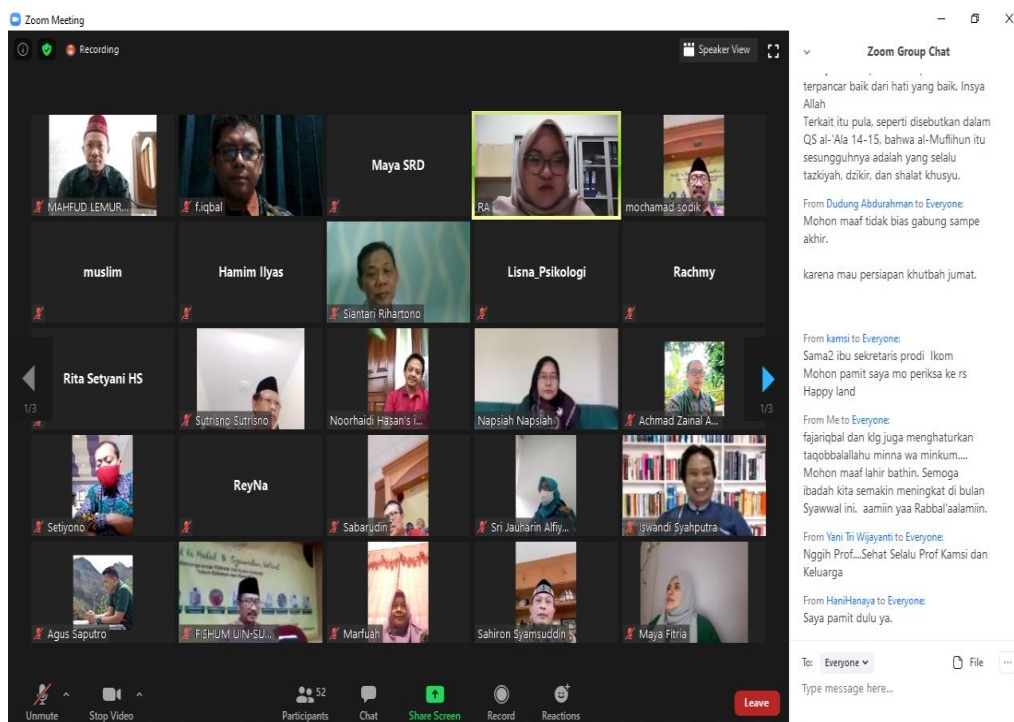 Zoom Meeting
Recording
Speaker View
MAHFUD LEMUR...
f.iqbal
Maya SRD
RA
mochamad sodik
muslim
Hamim Ilyas
Siantari Rihartono
Lisna_Psikologi
Rachmy
1/3
Rita Setyani HS
Sutrisno Sutrisno
Noorhaidi Hasan's i...
Napsiah Napsiah
Achmad Zainal A...
1/3
Setiyono
ReyNa
Sabarudin
Sri Jauharin Alfiy...
Iswandi Syahputra
Agus Saputro
FISHUM UIN-SU...
Marfuah
Sahiron Syamsuddin
Maya Fitria
Unmute
Stop Video
52
Participants
Chat
Share Screen
Record
Reactions
Leave
Zoom Group Chat
terpancar baik dari hati yang baik. Insya
Allah
Terkait itu pula, seperti disebutkan dalam
QS al-'Ala 14-15, bahwa al-Muflihun itu
sesungguhnya adalah yang selalu
tazkiyah, dzikir, dan shalat khusyu.
From Dudung Abdurahman to Everyone:
Mohon maaf tidak bias gabung sampe
akhir.
karena mau persiapan khutbah jumat.
From kamsi to Everyone:
Sama2 ibu sekretaris prodi Ikom
Mohon pamit saya mo periksa ke rs
Happy land
From Me to Everyone:
fajariqbal dan klg juga menghaturkan
taqobbalallahu minna wa minkum....
Mohon maaf lahir bathin. Semoga
ibadah kita semakin meningkat di bulan
Syawwal ini. aamiin yaa Rabbal'aalamiin.
From Yani Tri Wijayanti to Everyone:
Nggih Prof....Sehat Selalu Prof Kamsi dan
Keluarga
From HaniHanaya to Everyone:
Saya pamit dulu ya.
To: Everyone
File
Type message here...